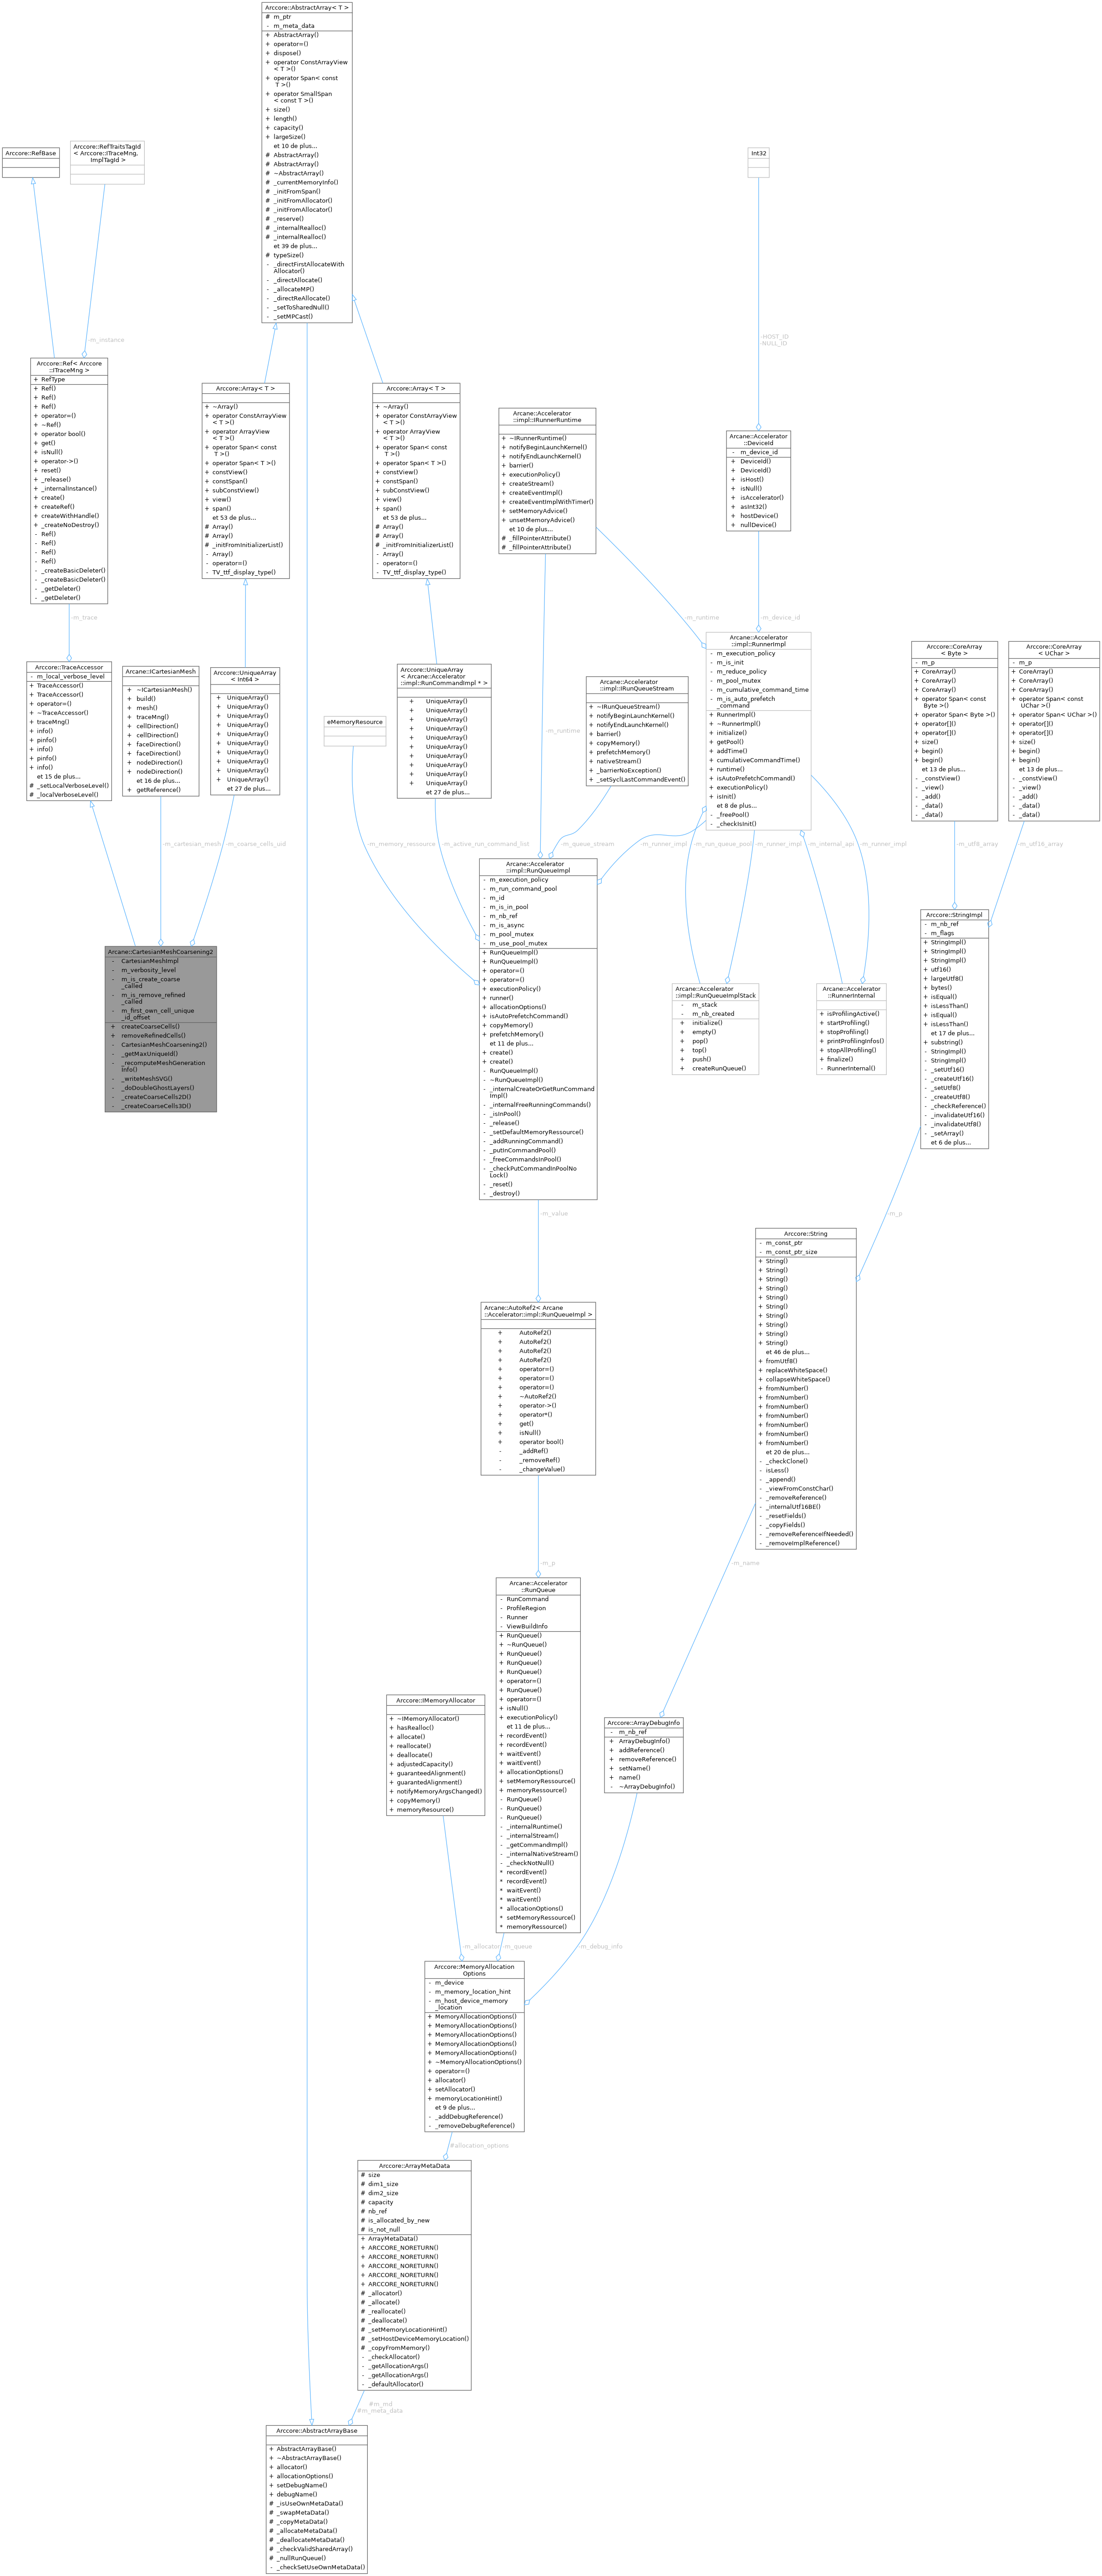 Arccore::AbstractArray< T >
# m_ptr
- m_meta_data
+ AbstractArray()
+ operator=()
+ dispose()
+ operator ConstArrayView
< T >()
+ operator Span< const
T >()
+ operator SmallSpan
< const T >()
+ size()
+ length()
+ capacity()
+ largeSize()
et 10 de plus...
# AbstractArray()
# AbstractArray()
# ~AbstractArray()
# _currentMemoryInfo()
# _initFromSpan()
# _initFromAllocator()
# _initFromAllocator()
# _reserve()
# _internalRealloc()
# _internalRealloc()
et 39 de plus...
# typeSize()
- _directFirstAllocateWith
Allocator()
- _directAllocate()
- _allocateMP()
- _directReAllocate()
- _setToSharedNull()
- _setMPCast()
Arccore::RefBase
Arccore::RefTraitsTagId
< Arccore::ITraceMng,
ImplTagId >
Int32
-m_instance
-HOST_ID
-NULL_ID
Arccore::Ref< Arccore
::ITraceMng >
+ RefType
+ Ref()
+ Ref()
+ Ref()
+ operator=()
+ ~Ref()
+ operator bool()
+ get()
+ isNull()
+ operator->()
+ reset()
+ _release()
+ _internalInstance()
+ create()
+ createRef()
+ createWithHandle()
+ _createNoDestroy()
- Ref()
- Ref()
- Ref()
- Ref()
- _createBasicDeleter()
- _createBasicDeleter()
- _getDeleter()
- _getDeleter()
Arccore::Array< T >
+ ~Array()
+ operator ConstArrayView
< T >()
+ operator ArrayView
< T >()
+ operator Span< const
T >()
+ operator Span< T >()
+ constView()
+ constSpan()
+ subConstView()
+ view()
+ span()
et 53 de plus...
# Array()
# Array()
# _initFromInitializerList()
- Array()
- operator=()
- TV_ttf_display_type()
Arccore::Array< T >
+ ~Array()
+ operator ConstArrayView
< T >()
+ operator ArrayView
< T >()
+ operator Span< const
T >()
+ operator Span< T >()
+ constView()
+ constSpan()
+ subConstView()
+ view()
+ span()
et 53 de plus...
# Array()
# Array()
# _initFromInitializerList()
- Array()
- operator=()
- TV_ttf_display_type()
Arcane::Accelerator
::impl::IRunnerRuntime
+ ~IRunnerRuntime()
+ notifyBeginLaunchKernel()
+ notifyEndLaunchKernel()
+ barrier()
+ executionPolicy()
+ createStream()
+ createEventImpl()
+ createEventImplWithTimer()
+ setMemoryAdvice()
+ unsetMemoryAdvice()
et 10 de plus...
# _fillPointerAttribute()
# _fillPointerAttribute()
Arcane::Accelerator
::DeviceId
- m_device_id
+ DeviceId()
+ DeviceId()
+ isHost()
+ isNull()
+ isAccelerator()
+ asInt32()
+ hostDevice()
+ nullDevice()
-m_trace
-m_runtime
-m_device_id
Arccore::TraceAccessor
- m_local_verbose_level
+ TraceAccessor()
+ TraceAccessor()
+ operator=()
+ ~TraceAccessor()
+ traceMng()
+ info()
+ pinfo()
+ info()
+ pinfo()
+ info()
et 15 de plus...
# _setLocalVerboseLevel()
# _localVerboseLevel()
Arcane::ICartesianMesh
+ ~ICartesianMesh()
+ build()
+ mesh()
+ traceMng()
+ cellDirection()
+ cellDirection()
+ faceDirection()
+ faceDirection()
+ nodeDirection()
+ nodeDirection()
et 16 de plus...
+ getReference()
Arccore::UniqueArray
< Int64 >
+ UniqueArray()
+ UniqueArray()
+ UniqueArray()
+ UniqueArray()
+ UniqueArray()
+ UniqueArray()
+ UniqueArray()
+ UniqueArray()
+ UniqueArray()
+ UniqueArray()
et 27 de plus...
eMemoryResource
Arccore::UniqueArray
< Arcane::Accelerator
::impl::RunCommandImpl * >
+ UniqueArray()
+ UniqueArray()
+ UniqueArray()
+ UniqueArray()
+ UniqueArray()
+ UniqueArray()
+ UniqueArray()
+ UniqueArray()
+ UniqueArray()
+ UniqueArray()
et 27 de plus...
-m_runtime
Arcane::Accelerator
::impl::IRunQueueStream
+ ~IRunQueueStream()
+ notifyBeginLaunchKernel()
+ notifyEndLaunchKernel()
+ barrier()
+ copyMemory()
+ prefetchMemory()
+ nativeStream()
+ _barrierNoException()
+ _setSyclLastCommandEvent()
Arcane::Accelerator
::impl::RunnerImpl
- m_execution_policy
- m_is_init
- m_reduce_policy
- m_pool_mutex
- m_cumulative_command_time
- m_is_auto_prefetch
_command
+ RunnerImpl()
+ ~RunnerImpl()
+ initialize()
+ getPool()
+ addTime()
+ cumulativeCommandTime()
+ runtime()
+ isAutoPrefetchCommand()
+ executionPolicy()
+ isInit()
et 8 de plus...
- _freePool()
- _checkIsInit()
Arccore::CoreArray
< Byte >
- m_p
+ CoreArray()
+ CoreArray()
+ CoreArray()
+ operator Span< const
Byte >()
+ operator Span< Byte >()
+ operator[]()
+ operator[]()
+ size()
+ begin()
+ begin()
et 13 de plus...
- _constView()
- _view()
- _add()
- _data()
- _data()
Arccore::CoreArray
< UChar >
- m_p
+ CoreArray()
+ CoreArray()
+ CoreArray()
+ operator Span< const
UChar >()
+ operator Span< UChar >()
+ operator[]()
+ operator[]()
+ size()
+ begin()
+ begin()
et 13 de plus...
- _constView()
- _view()
- _add()
- _data()
- _data()
-m_cartesian_mesh
-m_coarse_cells_uid
-m_memory_ressource
-m_active_run_command_list
-m_queue_stream
-m_runner_impl
-m_run_queue_pool
-m_runner_impl
-m_internal_api
-m_runner_impl
-m_utf8_array
-m_utf16_array
Arcane::CartesianMeshCoarsening2
- CartesianMeshImpl
- m_verbosity_level
- m_is_create_coarse
_called
- m_is_remove_refined
_called
- m_first_own_cell_unique
_id_offset
+ createCoarseCells()
+ removeRefinedCells()
- CartesianMeshCoarsening2()
- _getMaxUniqueId()
- _recomputeMeshGeneration
Info()
- _writeMeshSVG()
- _doDoubleGhostLayers()
- _createCoarseCells2D()
- _createCoarseCells3D()
Arcane::Accelerator
::impl::RunQueueImpl
- m_execution_policy
- m_run_command_pool
- m_id
- m_is_in_pool
- m_nb_ref
- m_is_async
- m_pool_mutex
- m_use_pool_mutex
+ RunQueueImpl()
+ RunQueueImpl()
+ operator=()
+ operator=()
+ executionPolicy()
+ runner()
+ allocationOptions()
+ isAutoPrefetchCommand()
+ copyMemory()
+ prefetchMemory()
et 11 de plus...
+ create()
+ create()
- RunQueueImpl()
- ~RunQueueImpl()
- _internalCreateOrGetRunCommand
Impl()
- _internalFreeRunningCommands()
- _isInPool()
- _release()
- _setDefaultMemoryRessource()
- _addRunningCommand()
- _putInCommandPool()
- _freeCommandsInPool()
- _checkPutCommandInPoolNo
Lock()
- _reset()
- _destroy()
Arcane::Accelerator
::impl::RunQueueImplStack
- m_stack
- m_nb_created
+ initialize()
+ empty()
+ pop()
+ top()
+ push()
+ createRunQueue()
Arcane::Accelerator
::RunnerInternal
+ isProfilingActive()
+ startProfiling()
+ stopProfiling()
+ printProfilingInfos()
+ stopAllProfiling()
+ finalize()
- RunnerInternal()
Arccore::StringImpl
- m_nb_ref
- m_flags
+ StringImpl()
+ StringImpl()
+ StringImpl()
+ utf16()
+ largeUtf8()
+ bytes()
+ isEqual()
+ isLessThan()
+ isEqual()
+ isLessThan()
et 17 de plus...
+ substring()
- StringImpl()
- StringImpl()
- _setUtf16()
- _createUtf16()
- _setUtf8()
- _createUtf8()
- _checkReference()
- _invalidateUtf16()
- _invalidateUtf8()
- _setArray()
et 6 de plus...
-m_value
-m_p
Arccore::String
- m_const_ptr
- m_const_ptr_size
+ String()
+ String()
+ String()
+ String()
+ String()
+ String()
+ String()
+ String()
+ String()
+ String()
et 46 de plus...
+ fromUtf8()
+ replaceWhiteSpace()
+ collapseWhiteSpace()
+ fromNumber()
+ fromNumber()
+ fromNumber()
+ fromNumber()
+ fromNumber()
+ fromNumber()
+ fromNumber()
et 20 de plus...
- _checkClone()
- isLess()
- _append()
- _viewFromConstChar()
- _removeReference()
- _internalUtf16BE()
- _resetFields()
- _copyFields()
- _removeReferenceIfNeeded()
- _removeImplReference()
Arcane::AutoRef2< Arcane
::Accelerator::impl::RunQueueImpl >
+ AutoRef2()
+ AutoRef2()
+ AutoRef2()
+ AutoRef2()
+ operator=()
+ operator=()
+ operator=()
+ ~AutoRef2()
+ operator->()
+ operator*()
+ get()
+ isNull()
+ operator bool()
- _addRef()
- _removeRef()
- _changeValue()
-m_p
-m_name
Arcane::Accelerator
::RunQueue
- RunCommand
- ProfileRegion
- Runner
- ViewBuildInfo
+ RunQueue()
+ ~RunQueue()
+ RunQueue()
+ RunQueue()
+ RunQueue()
+ operator=()
+ RunQueue()
+ operator=()
+ isNull()
+ executionPolicy()
et 11 de plus...
+ recordEvent()
+ recordEvent()
+ waitEvent()
+ waitEvent()
+ allocationOptions()
+ setMemoryRessource()
+ memoryRessource()
- RunQueue()
- RunQueue()
- RunQueue()
- _internalRuntime()
- _internalStream()
- _getCommandImpl()
- _internalNativeStream()
- _checkNotNull()
* recordEvent()
* recordEvent()
* waitEvent()
* waitEvent()
* allocationOptions()
* setMemoryRessource()
* memoryRessource()
Arccore::IMemoryAllocator
+ ~IMemoryAllocator()
+ hasRealloc()
+ allocate()
+ reallocate()
+ deallocate()
+ adjustedCapacity()
+ guaranteedAlignment()
+ guarantedAlignment()
+ notifyMemoryArgsChanged()
+ copyMemory()
+ memoryResource()
Arccore::ArrayDebugInfo
- m_nb_ref
+ ArrayDebugInfo()
+ addReference()
+ removeReference()
+ setName()
+ name()
- ~ArrayDebugInfo()
-m_allocator
-m_queue
-m_debug_info
Arccore::MemoryAllocation
Options
- m_device
- m_memory_location_hint
- m_host_device_memory
_location
+ MemoryAllocationOptions()
+ MemoryAllocationOptions()
+ MemoryAllocationOptions()
+ MemoryAllocationOptions()
+ MemoryAllocationOptions()
+ ~MemoryAllocationOptions()
+ operator=()
+ allocator()
+ setAllocator()
+ memoryLocationHint()
et 9 de plus...
- _addDebugReference()
- _removeDebugReference()
#allocation_options
Arccore::ArrayMetaData
# size
# dim1_size
# dim2_size
# capacity
# nb_ref
# is_allocated_by_new
# is_not_null
+ ArrayMetaData()
+ ARCCORE_NORETURN()
+ ARCCORE_NORETURN()
+ ARCCORE_NORETURN()
+ ARCCORE_NORETURN()
+ ARCCORE_NORETURN()
# _allocator()
# _allocate()
# _reallocate()
# _deallocate()
# _setMemoryLocationHint()
# _setHostDeviceMemoryLocation()
# _copyFromMemory()
- _checkAllocator()
- _getAllocationArgs()
- _getAllocationArgs()
- _defaultAllocator()
#m_md
#m_meta_data
Arccore::AbstractArrayBase
+ AbstractArrayBase()
+ ~AbstractArrayBase()
+ allocator()
+ allocationOptions()
+ setDebugName()
+ debugName()
# _isUseOwnMetaData()
# _swapMetaData()
# _copyMetaData()
# _allocateMetaData()
# _deallocateMetaData()
# _checkValidSharedArray()
# _nullRunQueue()
- _checkSetUseOwnMetaData()